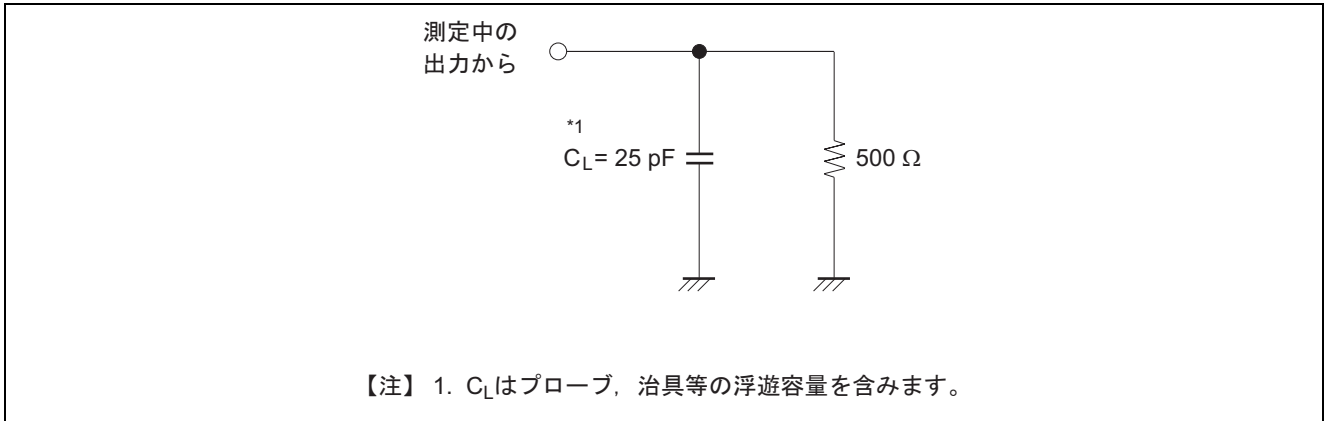 測定中の
出力から
*1
CL= 25 pF
500 Ω
【注】 1. CLはプローブ，治具等の浮遊容量を含みます。